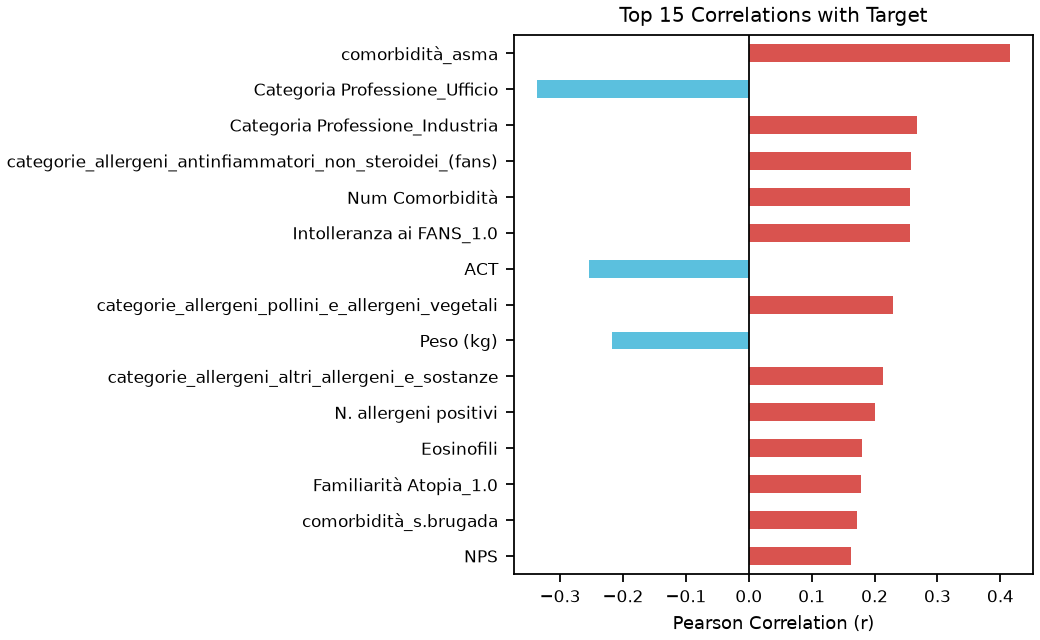 Top 15 Correlations with Target
comorbidità_asma
Categoria Professione_Ufficio
Categoria Professione_Industria
categorie_allergeni_antinfiammatori_non_steroidei_(fans)
Num Comorbidità
Intolleranza ai FANS_1.0
ACT
categorie_allergeni_pollini_e_allergeni_vegetali
Peso (kg)
categorie_allergeni_altri_allergeni_e_sostanze
N. allergeni positivi
Eosinofili
Familiarità Atopia_1.0
comorbidità_s.brugada
NPS
−0.3 −0.2 −0.1 0.0 0.1 0.2 0.3 0.4
Pearson Correlation (r)